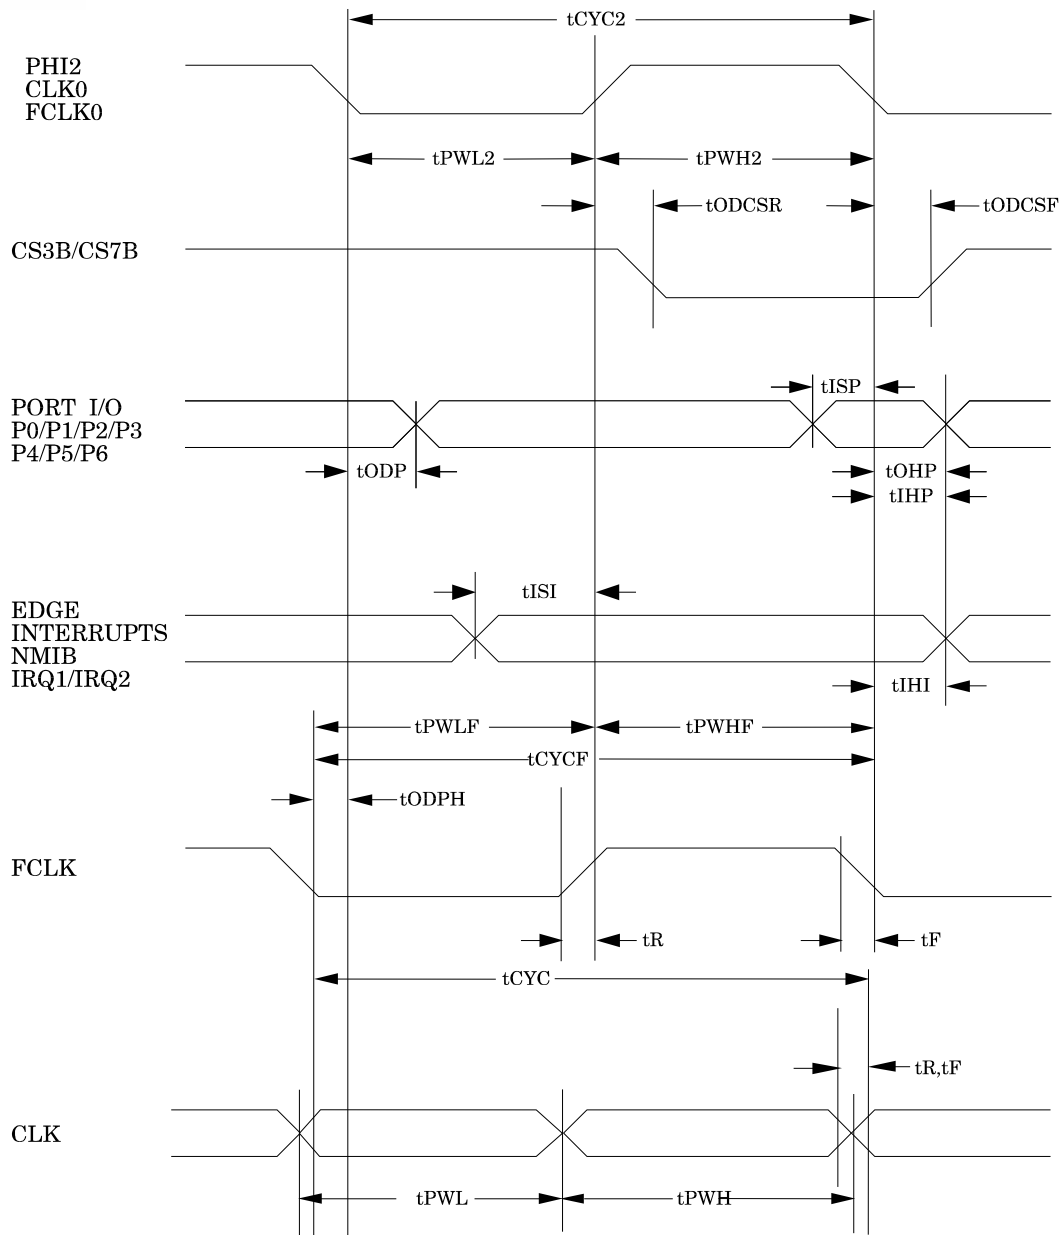 tCYC2
PHI2
CLK0
FCLK0
tPWL2
tPWH2
tODCSR
tODCSF
CS3B/CS7B
tISP
PORT I/O
P0/P1/P2/P3
P4/P5/P6
tODP
tOHP
tIHP
tISI
EDGE
INTERRUPTS
NMIB
IRQ1/IRQ2
tIHI
tPWLF
tPWHF
tCYCF
tODPH
FCLK
tR
tF
tCYC
tR,tF
CLK
tPWL
tPWH